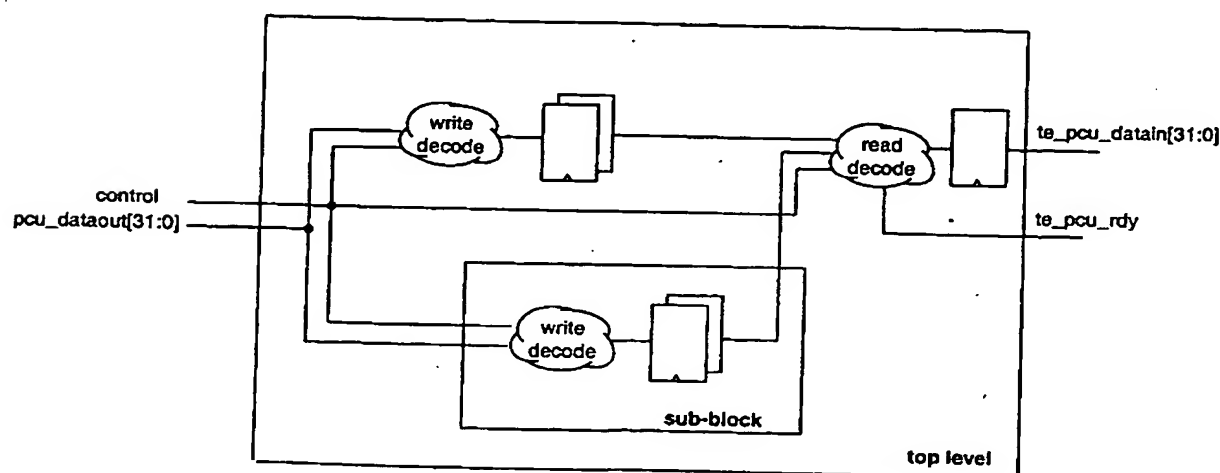 write
decode
read
decode
te_pcu_datain[31:0]
control
pcu_dataout[31:0]
te_pcu_rdy
write
decode
sub-block
top level